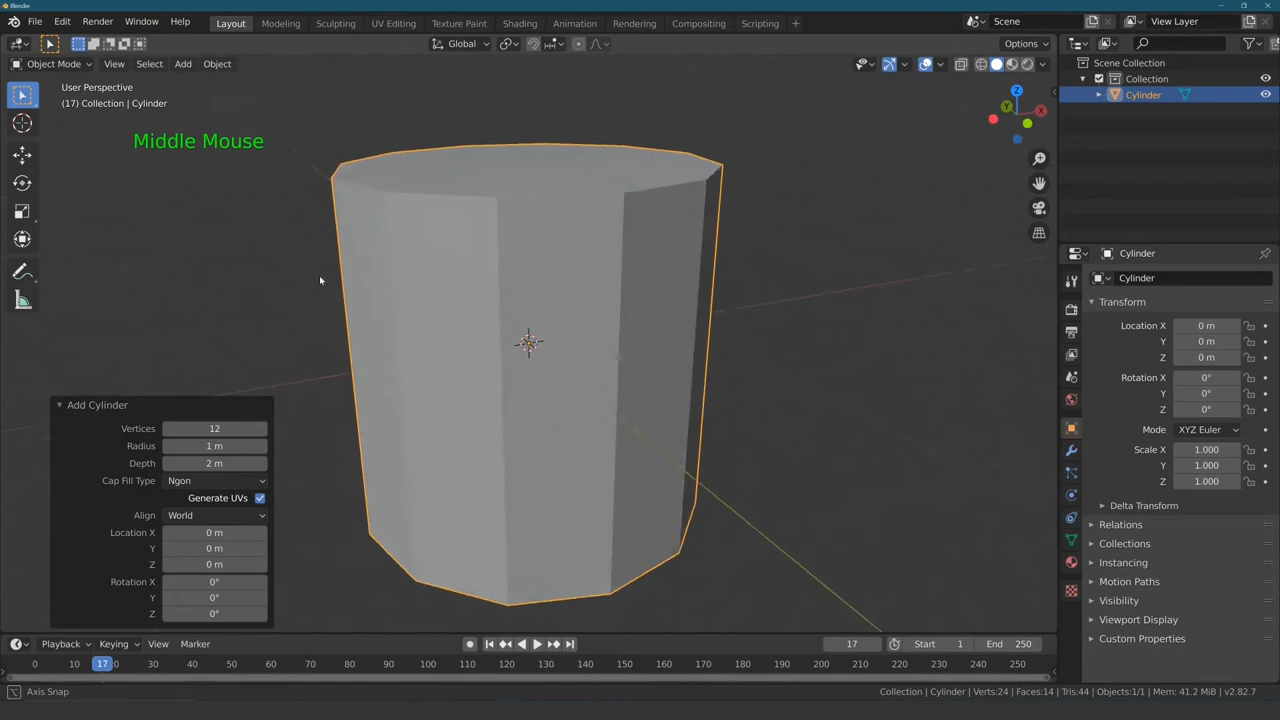 Blender
File Edit Render Window Help
Layout Modeling Sculpting UV Editing Texture Paint Shading Animation Rendering Compositing Scripting +
Scene
View Layer
Global
Options
Object Mode View Select Add Object
User Perspective
(17) Collection | Cylinder
Middle Mouse
Z
Y
X
Scene Collection
Collection
Cylinder
Cylinder
Cylinder
Transform
Location X 0 m
Y 0 m
Z 0 m
Rotation X 0°
Y 0°
Z 0°
Mode XYZ Euler
Scale X 1.000
Y 1.000
Z 1.000
Delta Transform
Relations
Collections
Instancing
Motion Paths
Visibility
Viewport Display
Custom Properties
Add Cylinder
Vertices 12
Radius 1 m
Depth 2 m
Cap Fill Type Ngon
Generate UVs
Align World
Location X 0 m
Y 0 m
Z 0 m
Rotation X 0°
Y 0°
Z 0°
Playback Keying View Marker
17 Start 1 End 250
0 10 17 20 30 40 50 60 70 80 90 100 110 120 130 140 150 160 170 180 190 200 210 220 230 240 250
Axis Snap
Collection | Cylinder | Verts:24 | Faces:14 | Tris:44 | Objects:1/1 | Mem: 41.2 MiB | v2.82.7